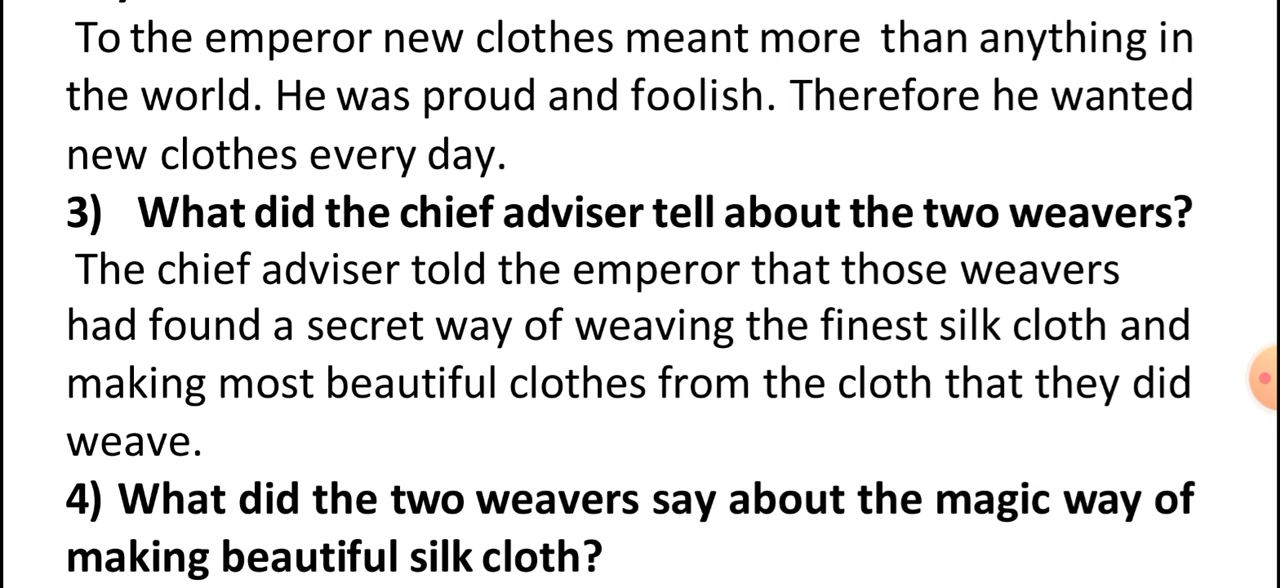 To the emperor new clothes meant more than anything in
the world. He was proud and foolish. Therefore he wanted
new clothes every day.
3) What did the chief adviser tell about the two weavers?
The chief adviser told the emperor that those weavers
had found a secret way of weaving the finest silk cloth and
making most beautiful clothes from the cloth that they did
weave.
4) What did the two weavers say about the magic way of
making beautiful silk cloth?